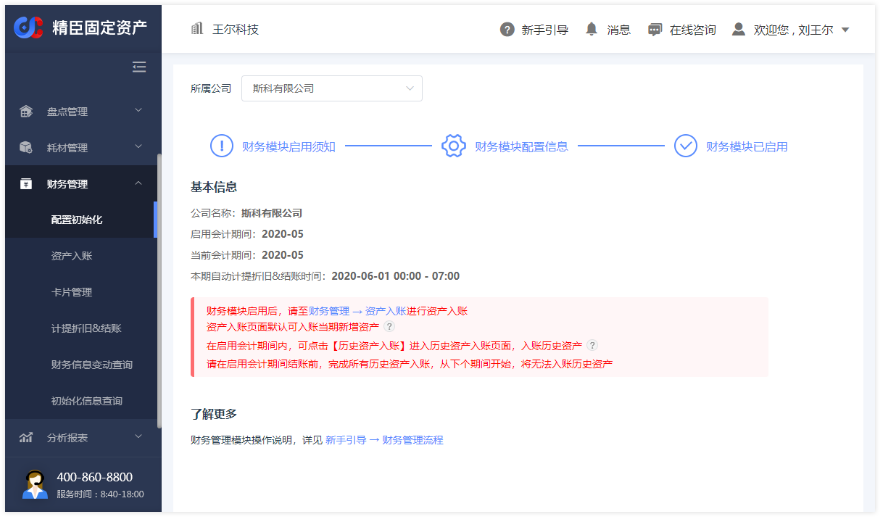 精臣固定资产
王尔科技
新手引导
消息
在线咨询
欢迎您，刘王尔
盘点管理
耗材管理
财务管理
配置初始化
资产入账
卡片管理
计提折旧&结账
财务信息变动查询
初始化信息查询
分析报表
400-860-8800
服务时间：8:40-18:00
所属公司
斯科有限公司
财务模块启用须知
财务模块配置信息
财务模块已启用
基本信息
公司名称：斯科有限公司
启用会计期间：2020-05
当前会计期间：2020-05
本期自动计提折旧&结账时间：2020-06-01 00:00 - 07:00
财务模块启用后，请至财务管理 → 资产入账进行资产入账
资产入账页面默认可入账当期新增资产 ?
在启用会计期间内，可点击【历史资产入账】进入历史资产入账页面，入账历史资产 ?
请在启用会计期间结账前，完成所有历史资产入账，从下个期间开始，将无法入账历史资产
了解更多
财务管理模块操作说明，详见 新手引导 → 财务管理流程